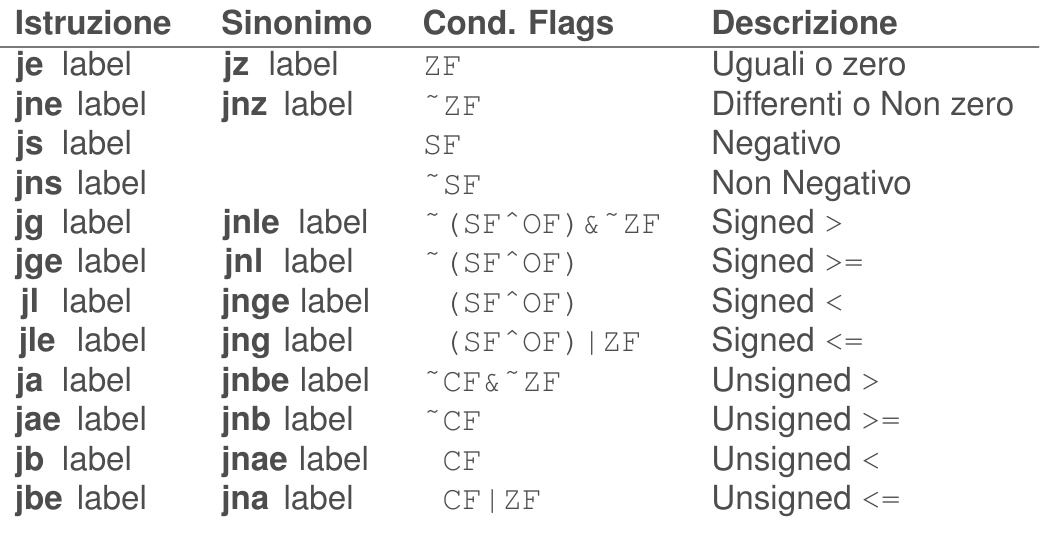 Istruzione Sinonimo Cond. Flags Descrizione
je label jz label ZF Uguali o zero
jne label jnz label ~ZF Differenti o Non zero
js label SF Negativo
jns label ~SF Non Negativo
jg label jnle label ~(SF^OF)&~ZF Signed >
jge label jnl label ~(SF^OF) Signed >=
jl label jnge label (SF^OF) Signed <
jle label jng label (SF^OF)|ZF Signed <=
ja label jnbe label ~CF&~ZF Unsigned >
jae label jnb label ~CF Unsigned >=
jb label jnae label CF Unsigned <
jbe label jna label CF|ZF Unsigned <=